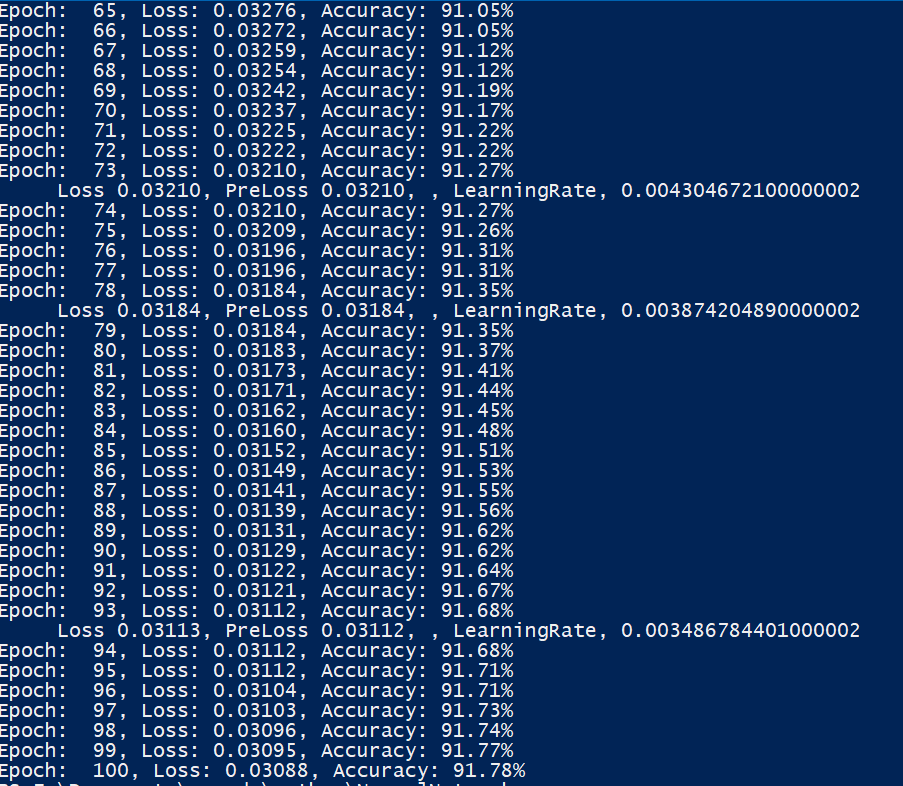 Epoch:  65, Loss: 0.03276, Accuracy: 91.05%
Epoch:  66, Loss: 0.03272, Accuracy: 91.05%
Epoch:  67, Loss: 0.03259, Accuracy: 91.12%
Epoch:  68, Loss: 0.03254, Accuracy: 91.12%
Epoch:  69, Loss: 0.03242, Accuracy: 91.19%
Epoch:  70, Loss: 0.03237, Accuracy: 91.17%
Epoch:  71, Loss: 0.03225, Accuracy: 91.22%
Epoch:  72, Loss: 0.03222, Accuracy: 91.22%
Epoch:  73, Loss: 0.03210, Accuracy: 91.27%
     Loss 0.03210, PreLoss 0.03210, , LearningRate, 0.004304672100000002
Epoch:  74, Loss: 0.03210, Accuracy: 91.27%
Epoch:  75, Loss: 0.03209, Accuracy: 91.26%
Epoch:  76, Loss: 0.03196, Accuracy: 91.31%
Epoch:  77, Loss: 0.03196, Accuracy: 91.31%
Epoch:  78, Loss: 0.03184, Accuracy: 91.35%
     Loss 0.03184, PreLoss 0.03184, , LearningRate, 0.003874204890000002
Epoch:  79, Loss: 0.03184, Accuracy: 91.35%
Epoch:  80, Loss: 0.03183, Accuracy: 91.37%
Epoch:  81, Loss: 0.03173, Accuracy: 91.41%
Epoch:  82, Loss: 0.03171, Accuracy: 91.44%
Epoch:  83, Loss: 0.03162, Accuracy: 91.45%
Epoch:  84, Loss: 0.03160, Accuracy: 91.48%
Epoch:  85, Loss: 0.03152, Accuracy: 91.51%
Epoch:  86, Loss: 0.03149, Accuracy: 91.53%
Epoch:  87, Loss: 0.03141, Accuracy: 91.55%
Epoch:  88, Loss: 0.03139, Accuracy: 91.56%
Epoch:  89, Loss: 0.03131, Accuracy: 91.62%
Epoch:  90, Loss: 0.03129, Accuracy: 91.62%
Epoch:  91, Loss: 0.03122, Accuracy: 91.64%
Epoch:  92, Loss: 0.03121, Accuracy: 91.67%
Epoch:  93, Loss: 0.03112, Accuracy: 91.68%
     Loss 0.03113, PreLoss 0.03112, , LearningRate, 0.003486784401000002
Epoch:  94, Loss: 0.03112, Accuracy: 91.68%
Epoch:  95, Loss: 0.03112, Accuracy: 91.71%
Epoch:  96, Loss: 0.03104, Accuracy: 91.71%
Epoch:  97, Loss: 0.03103, Accuracy: 91.73%
Epoch:  98, Loss: 0.03096, Accuracy: 91.74%
Epoch:  99, Loss: 0.03095, Accuracy: 91.77%
Epoch:  100, Loss: 0.03088, Accuracy: 91.78%